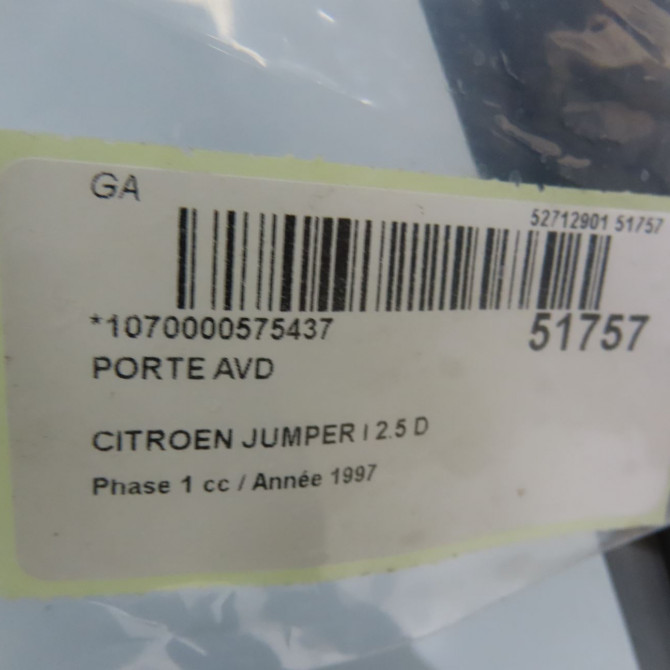 GA
52712901 51757
*1070000575437
51757
PORTE AVD
CITROEN JUMPER I 2.5 D
Phase 1 cc / Année 1997